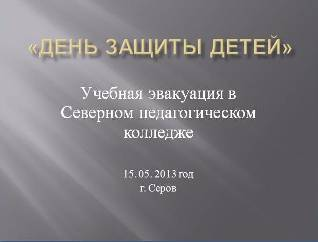 «ДЕНЬ ЗАЩИТЫ ДЕТЕЙ»
Учебная эвакуация в
Северном педагогическом
колледже
15. 05. 2013 год
г. Серов